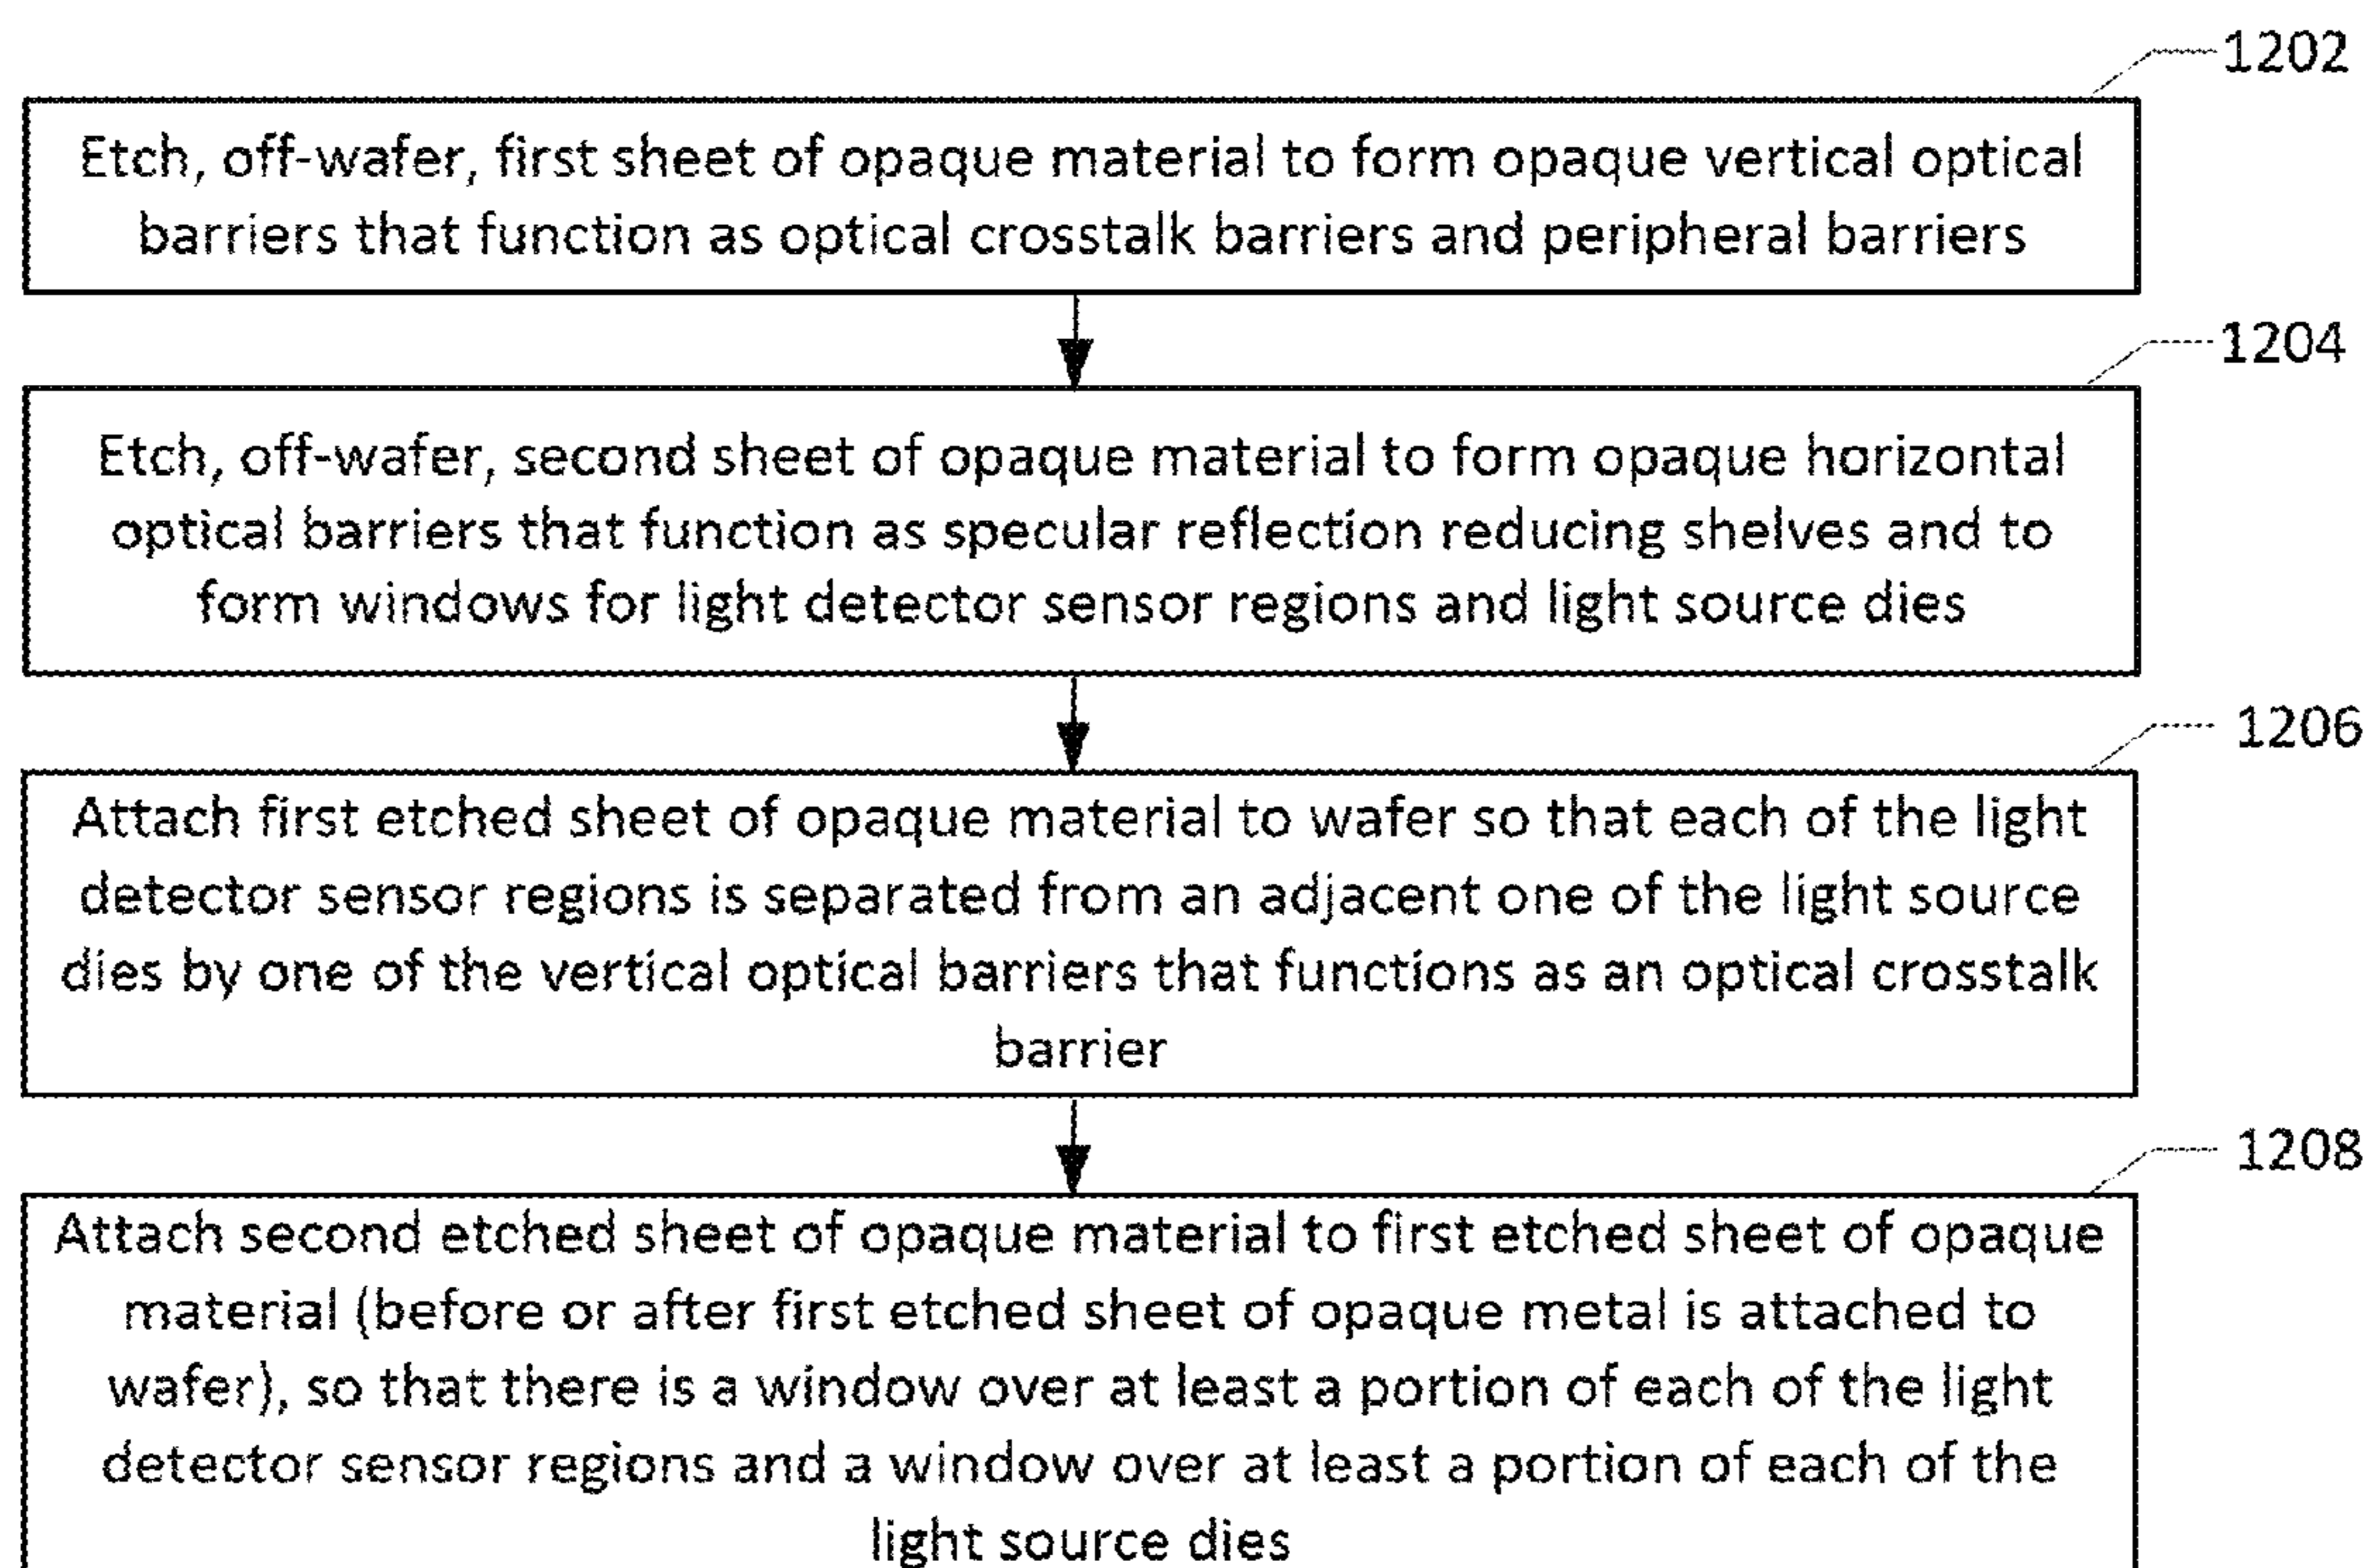 1202
Etch, off-wafer, first sheet of opaque material to form opaque vertical optical
barriers that function as optical crosstalk barriers and peripheral barriers
1204
Etch, off-wafer, second sheet of opaque material to form opaque horizontal
optical barriers that function as specular reflection reducing shelves and to
form windows for light detector sensor regions and light source dies
1206
Attach first etched sheet of opaque material to wafer so that each of the light
detector sensor regions is separated from an adjacent one of the light source
dies by one of the vertical optical barriers that functions as an optical crosstalk
barrier
1208
Attach second etched sheet of opaque material to first etched sheet of opaque
material (before or after first etched sheet of opaque metal is attached to
wafer), so that there is a window over at least a portion of each of the light
detector sensor regions and a window over at least a portion of each of the
light source dies